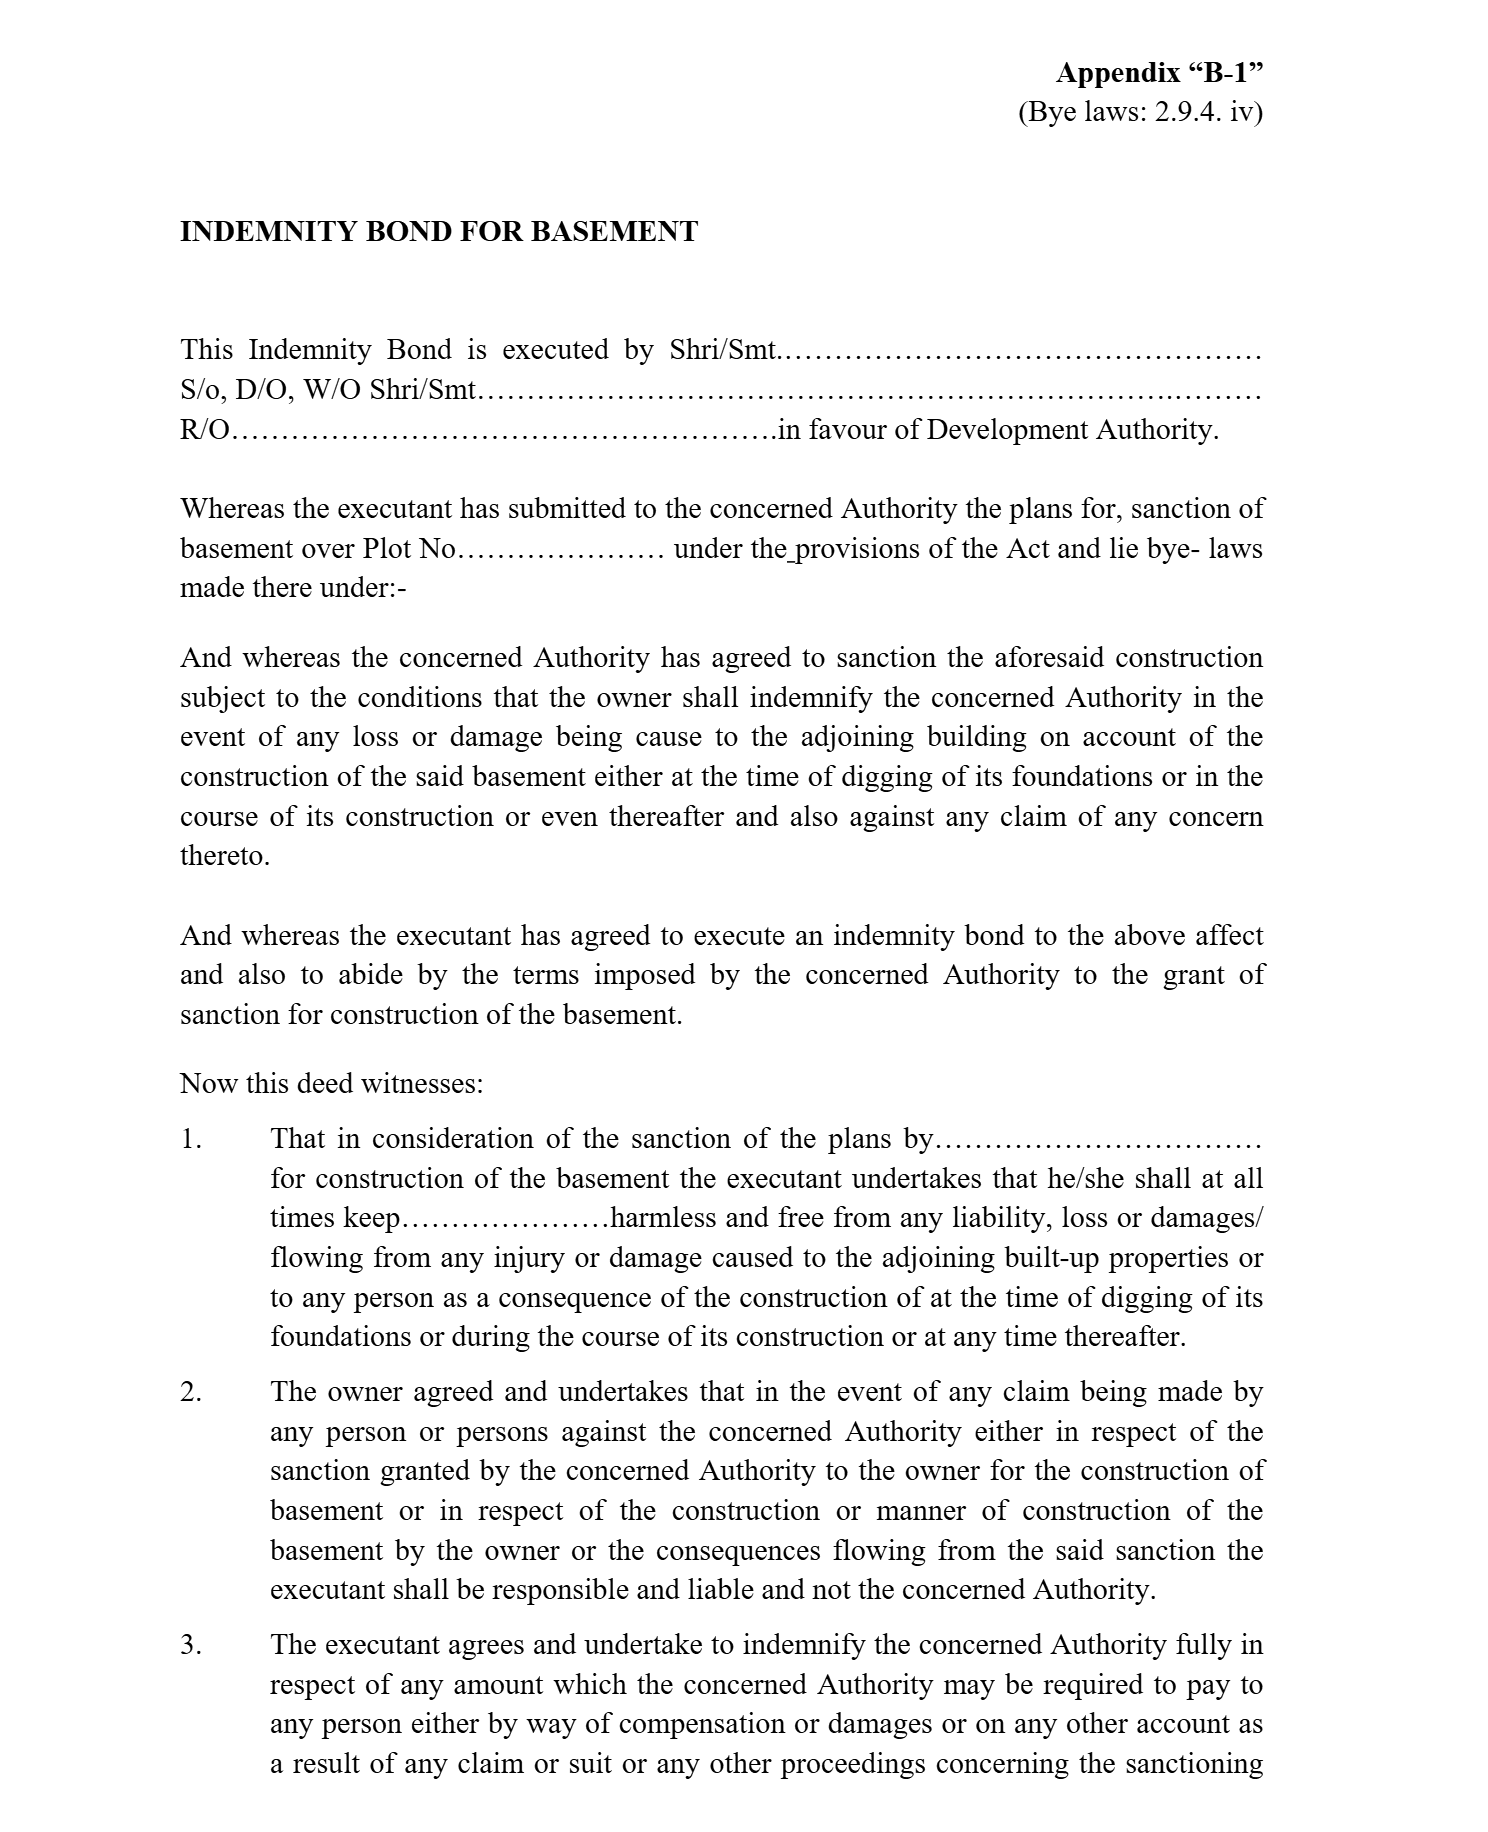 Appendix “B-1”
(Bye laws: 2.9.4. iv)
INDEMNITY BOND FOR BASEMENT
This Indemnity Bond is executed by Shri/Smt……………………………………….
S/o, D/O, W/O Shri/Smt…………………………………………………………………….
R/O……………………………………………….in favour of Development Authority.
Whereas the executant has submitted to the concerned Authority the plans for, sanction of
basement over Plot No………………… under the_provisions of the Act and lie bye- laws
made there under:-
And whereas the concerned Authority has agreed to sanction the aforesaid construction
subject to the conditions that the owner shall indemnify the concerned Authority in the
event of any loss or damage being cause to the adjoining building on account of the
construction of the said basement either at the time of digging of its foundations or in the
course of its construction or even thereafter and also against any claim of any concern
thereto.
And whereas the executant has agreed to execute an indemnity bond to the above affect
and also to abide by the terms imposed by the concerned Authority to the grant of
sanction for construction of the basement.
Now this deed witnesses:
1. That in consideration of the sanction of the plans by……………………………
for construction of the basement the executant undertakes that he/she shall at all
times keep…………………harmless and free from any liability, loss or damages/
flowing from any injury or damage caused to the adjoining built-up properties or
to any person as a consequence of the construction of at the time of digging of its
foundations or during the course of its construction or at any time thereafter.
2. The owner agreed and undertakes that in the event of any claim being made by
any person or persons against the concerned Authority either in respect of the
sanction granted by the concerned Authority to the owner for the construction of
basement or in respect of the construction or manner of construction of the
basement by the owner or the consequences flowing from the said sanction the
executant shall be responsible and liable and not the concerned Authority.
3. The executant agrees and undertake to indemnify the concerned Authority fully in
respect of any amount which the concerned Authority may be required to pay to
any person either by way of compensation or damages or on any other account as
a result of any claim or suit or any other proceedings concerning the sanctioning